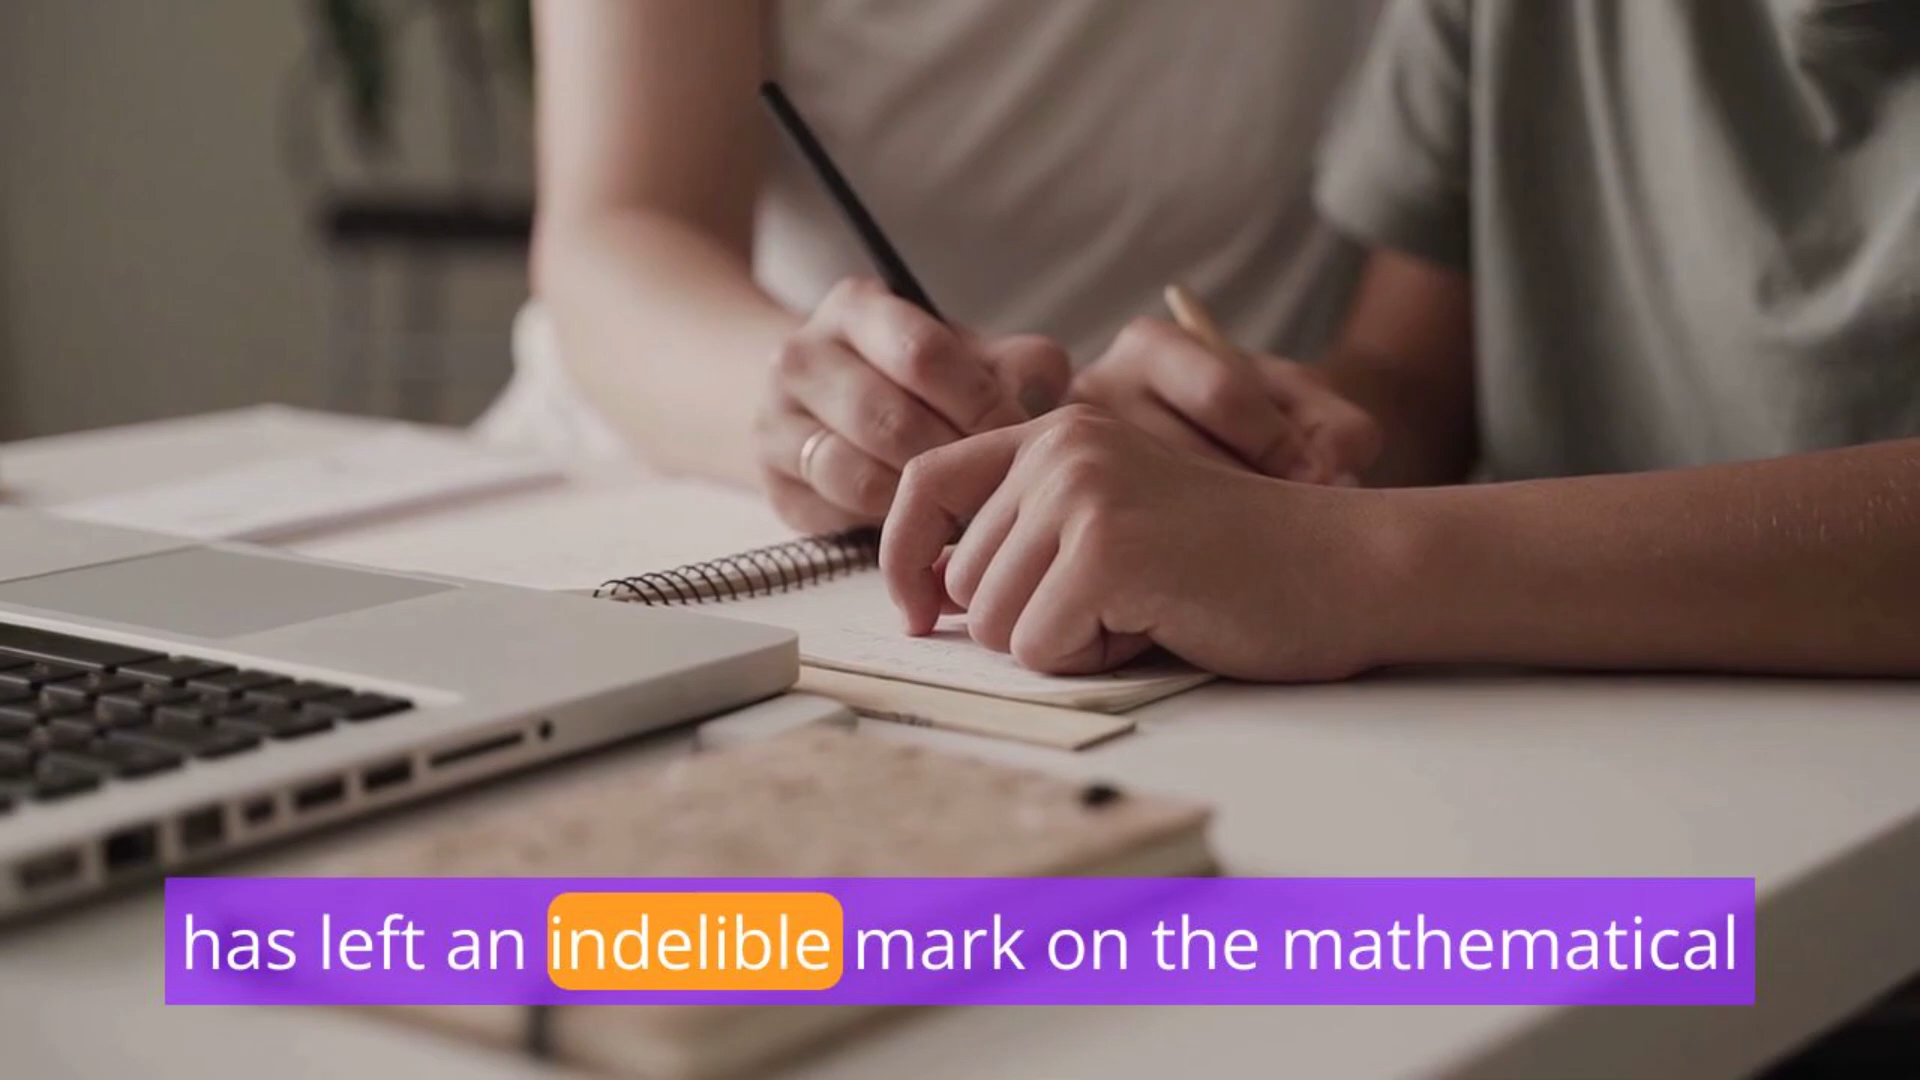 has left an indelible mark on the mathematical